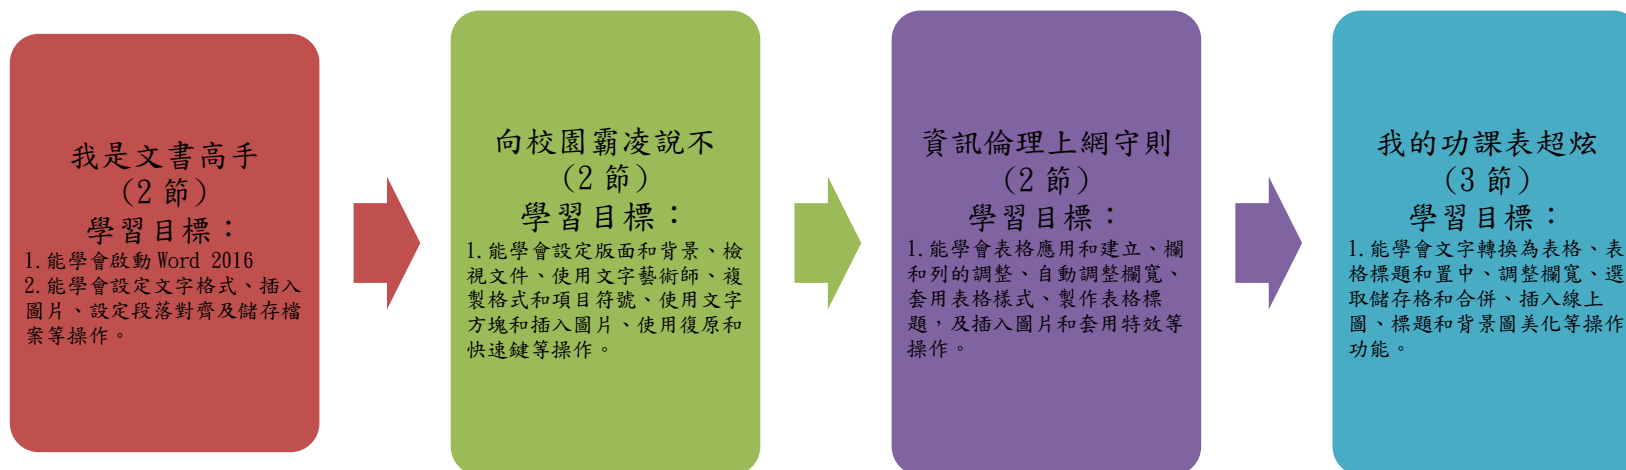 我是文書高手
(2 節)
學習目標：
1.能學會啟動 Word 2016
2.能學會設定文字格式、插入
圖片、設定段落對齊及儲存檔
案等操作。
向校園霸凌說不
(2 節)
學習目標：
1.能學會設定版面和背景、檢
視文件、使用文字藝術師、複
製格式和項目符號、使用文字
方塊和插入圖片、使用復原和
快速鍵等操作。
資訊倫理上網守則
(2 節)
學習目標：
1.能學會表格應用和建立、欄
和列的調整、自動調整欄寬、
套用表格樣式、製作表格標
題，及插入圖片和套用特效等
操作。
我的功課表超炫
(3 節)
學習目標：
1.能學會文字轉換為表格、表
格標題和置中、調整欄寬、選
取儲存格和合併、插入線上
圖、標題和背景圖美化等操作
功能。